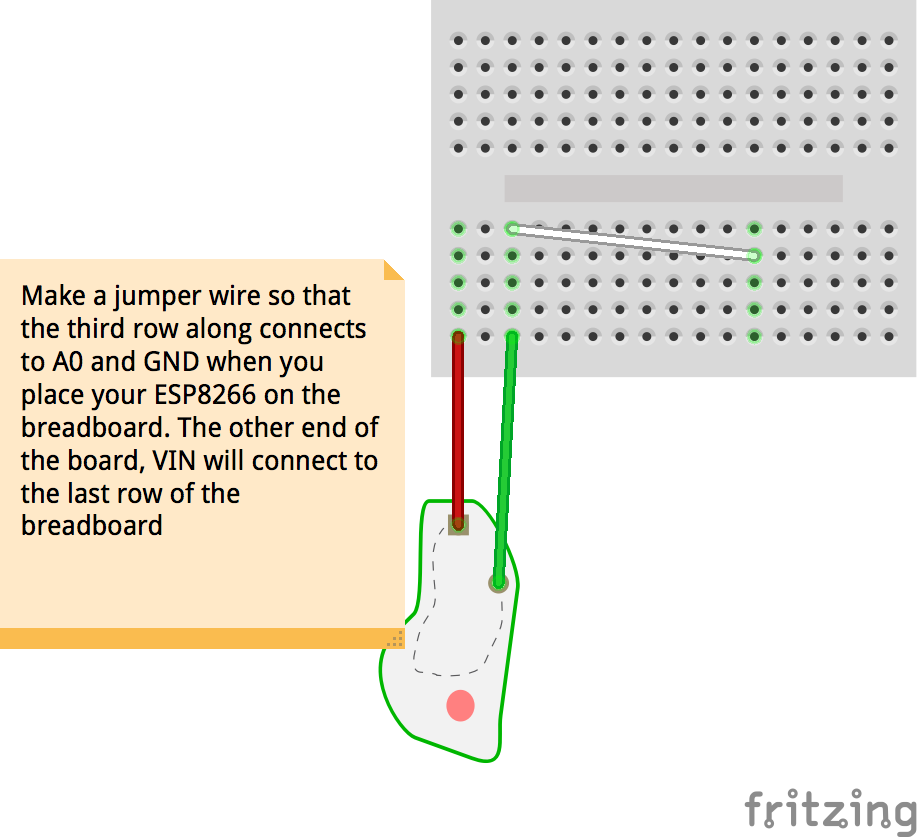 Make a jumper wire so that
the third row along connects
to A0 and GND when you
place your ESP8266 on the
breadboard. The other end of
the board, VIN will connect to
the last row of the
breadboard
fritzing